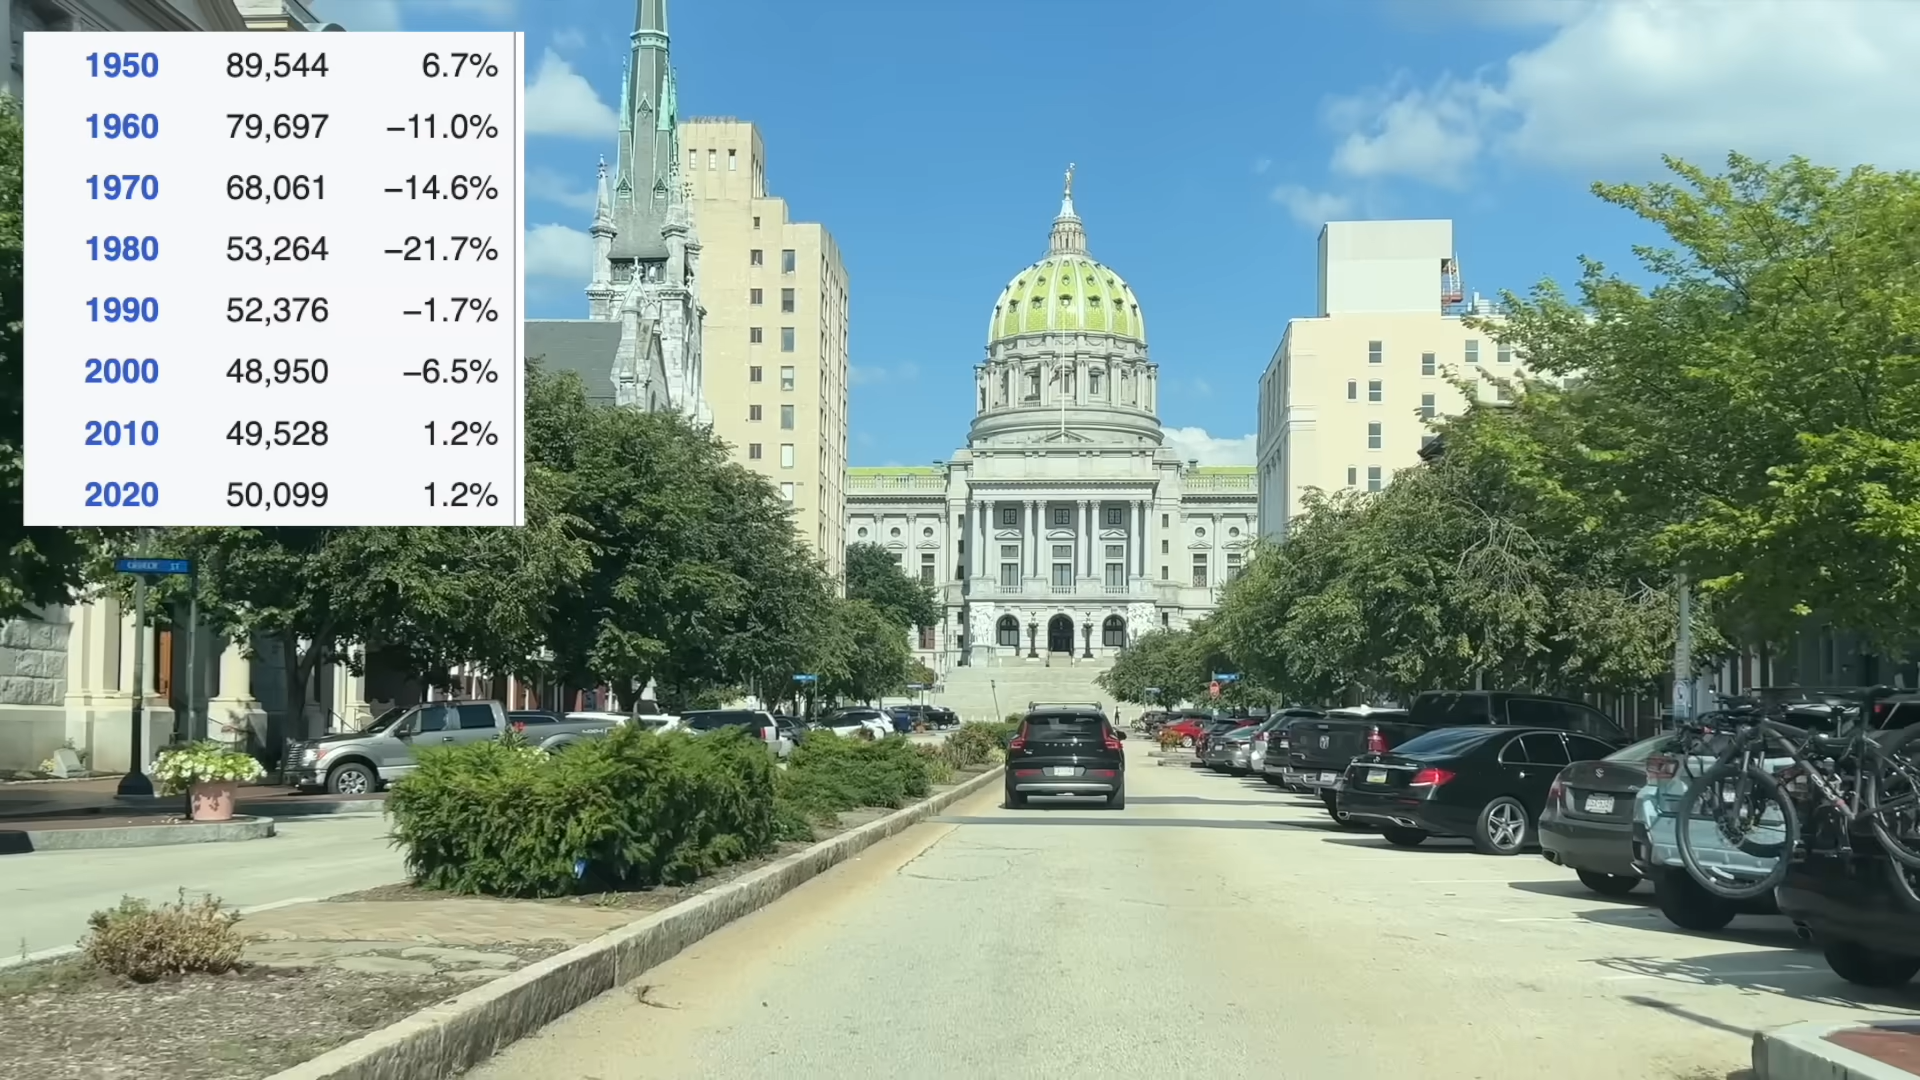 1950 89,544 6.7%
1960 79,697 −11.0%
1970 68,061 −14.6%
1980 53,264 −21.7%
1990 52,376 −1.7%
2000 48,950 −6.5%
2010 49,528 1.2%
2020 50,099 1.2%
CHURCH ST